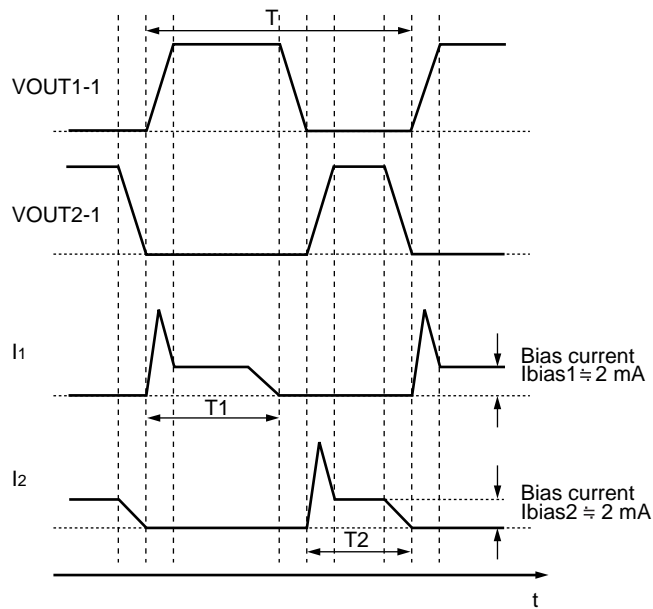 T
VOUT1-1
VOUT2-1
I1
Bias current
Ibias1≒2 mA
T1
I2
Bias current
Ibias2 ≒ 2 mA
T2
t